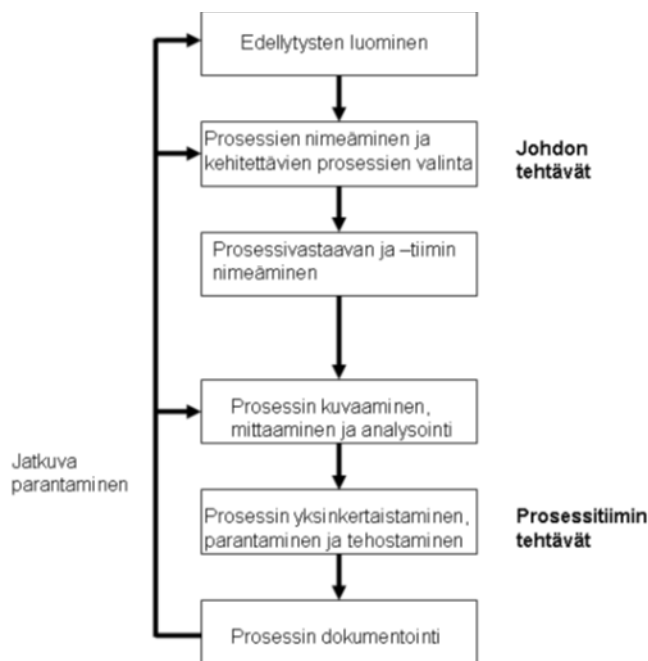 Edellytysten luominen
Prosessien nimeäminen ja
kehitettävien prosessien valinta
Johdon
tehtävät
Prosessivastaavan ja –tiimin
nimeäminen
Prosessin kuvaaminen,
mittaaminen ja analysointi
Jatkuva
parantaminen
Prosessin yksinkertaistaminen,
parantaminen ja tehostaminen
Prosessitiimin
tehtävät
Prosessin dokumentointi